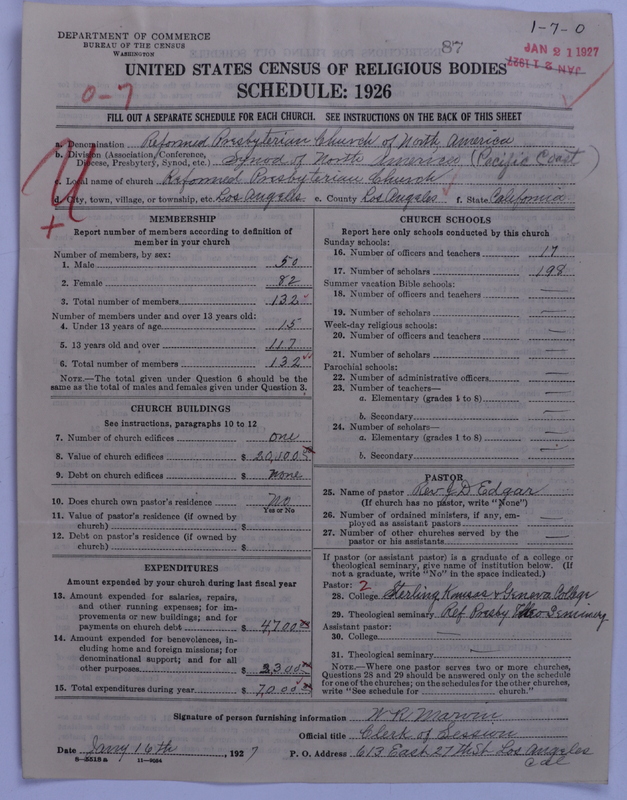 1-7-0
DEPARTMENT OF COMMERCE
BUREAU OF THE CENSUS
WASHINGTON
87
JAN 21 1927
JAN 21 1927
UNITED STATES CENSUS OF RELIGIOUS BODIES
SCHEDULE: 1926
0-7
FILL OUT A SEPARATE SCHEDULE FOR EACH CHURCH. SEE INSTRUCTIONS ON THE BACK OF THIS SHEET
a. Denomination Reformed Presbyterian Church of North America
b. Division (Association, Conference, Diocese, Presbytery, Synod, etc.) Synod of North America (Pacific Coast)
c. Local name of church Reformed Presbyterian Church
d. City, town, village, or township, etc. Los Angeles e. County Los Angeles f. State California
MEMBERSHIP
Report number of members according to definition of
member in your church
Number of members, by sex:
1. Male 50
2. Female 82
3. Total number of members 132
Number of members under and over 13 years old:
4. Under 13 years of age 15
5. 13 years old and over 117
6. Total number of members 132
NOTE.—The total given under Question 6 should be the
same as the total of males and females given under Question 3.
CHURCH BUILDINGS
See instructions, paragraphs 10 to 12
7. Number of church edifices one
8. Value of church edifices $ 20,100
9. Debt on church edifices $ None
10. Does church own pastor's residence No
Yes or No
11. Value of pastor's residence (if owned by
church) $
12. Debt on pastor's residence (if owned by
church) $
EXPENDITURES
Amount expended by your church during last fiscal year
13. Amount expended for salaries, repairs,
and other running expenses; for im-
provements or new buildings; and for
payments on church debt $ 4700
14. Amount expended for benevolences, in-
cluding home and foreign missions; for
denominational support; and for all
other purposes $ 2300
15. Total expenditures during year $ 7000
CHURCH SCHOOLS
Report here only schools conducted by this church
Sunday schools:
16. Number of officers and teachers 17
17. Number of scholars 198
Summer vacation Bible schools:
18. Number of officers and teachers —
19. Number of scholars —
Week-day religious schools:
20. Number of officers and teachers —
21. Number of scholars —
Parochial schools:
22. Number of administrative officers —
23. Number of teachers—
a. Elementary (grades 1 to 8) —
b. Secondary —
24. Number of scholars—
a. Elementary (grades 1 to 8) —
b. Secondary —
PASTOR
25. Name of pastor Rev. G D Edgar
(If church has no pastor, write "None")
26. Number of ordained ministers, if any, em-
ployed as assistant pastors —
27. Number of other churches served by the
pastor or his assistants —
If pastor (or assistant pastor) is a graduate of a college or
theological seminary, give name of institution below. (If
not a graduate, write "No" in the space indicated.)
Pastor: 2
28. College Sterling Kansas & Geneva College
29. Theological seminary Ref Presby Theo Seminary
Assistant pastor:
30. College —
31. Theological seminary —
NOTE.—Where one pastor serves two or more churches,
Questions 28 and 29 should be answered only on the schedule
for one of the churches; on the schedules for the other churches,
write "See schedule for church."
Signature of person furnishing information W R Marvin
Official title Clerk of Session
Date Jany 16th, 1927 P. O. Address 613 East 27th St Los Angeles
Cal
8—5518a 11—9084